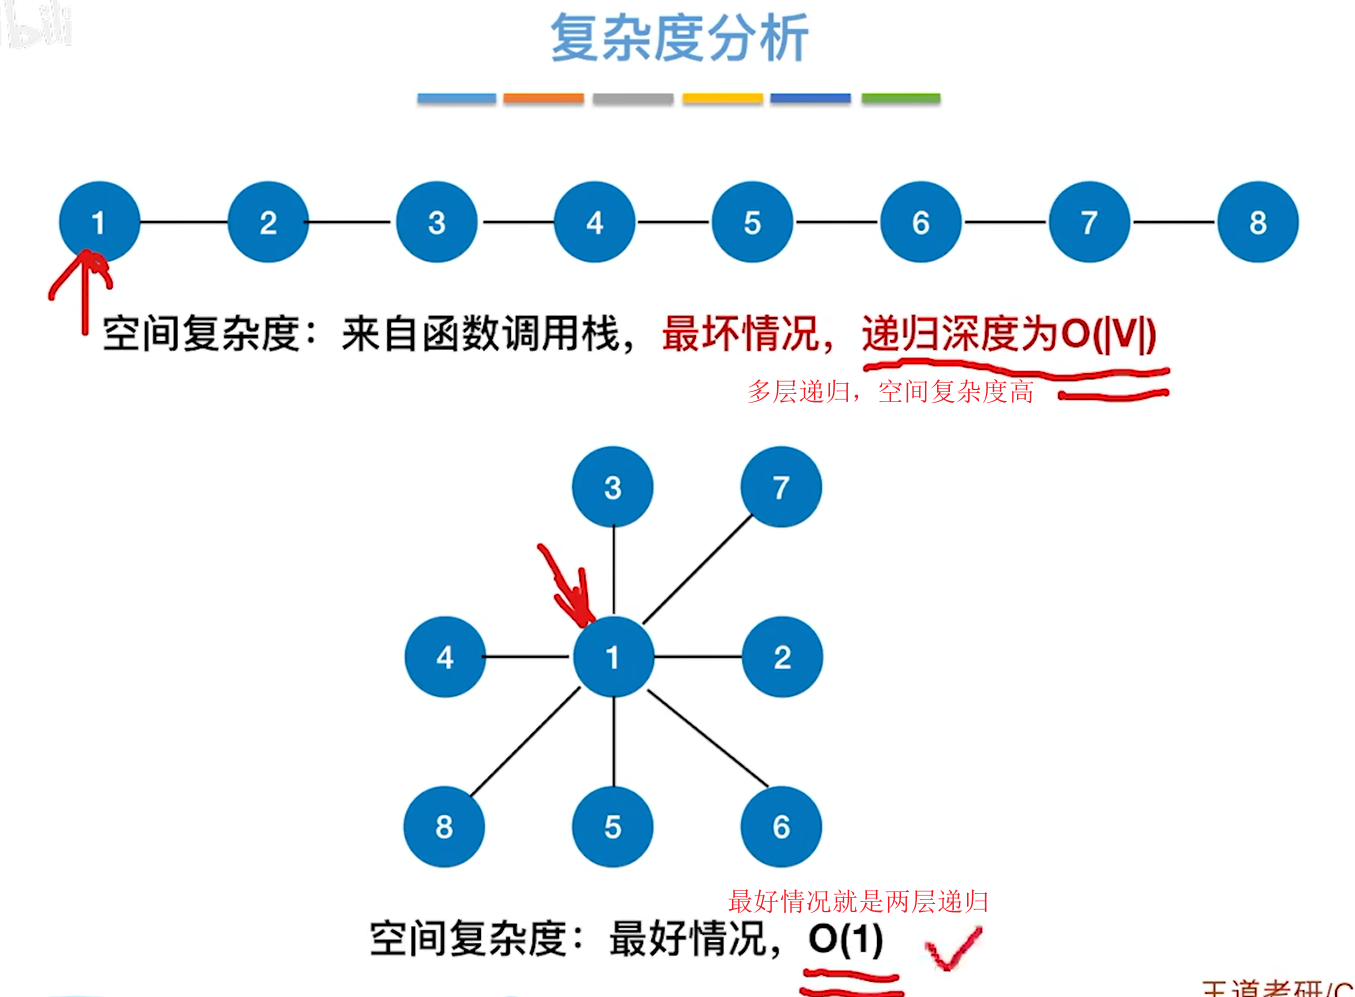 bili
复杂度分析
1 2 3 4 5 6 7 8
空间复杂度：来自函数调用栈，最坏情况，递归深度为O(|V|)
多层递归，空间复杂度高
3 7
4 1 2
8 5 6
最好情况就是两层递归
空间复杂度：最好情况，O(1)
王道考研/C